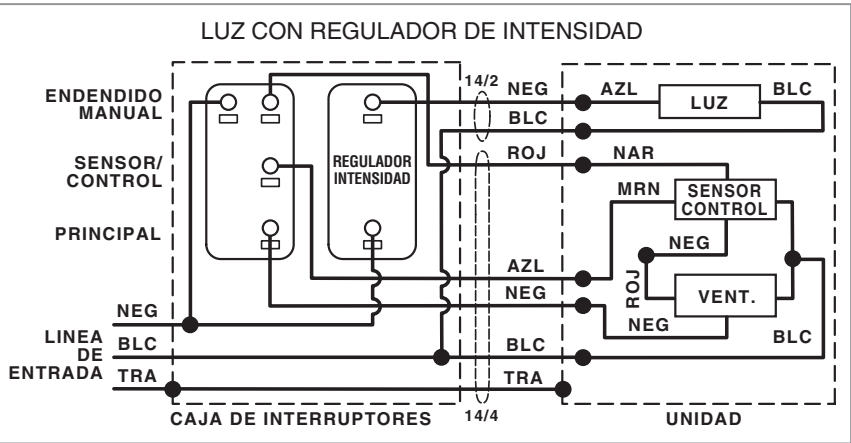 LUZ CON REGULADOR DE INTENSIDAD
14/2
ENDENDIDO
MANUAL
NEG
AZL
LUZ
BLC
BLC
SENSOR/
CONTROL
REGULADOR
INTENSIDAD
ROJ
NAR
MRN
SENSOR
CONTROL
PRINCIPAL
NEG
AZL
ROJ
VENT.
NEG
NEG
NEG
BLC
LINEA
DE
ENTRADA
BLC
BLC
TRA
TRA
CAJA DE INTERRUPTORES
14/4
UNIDAD